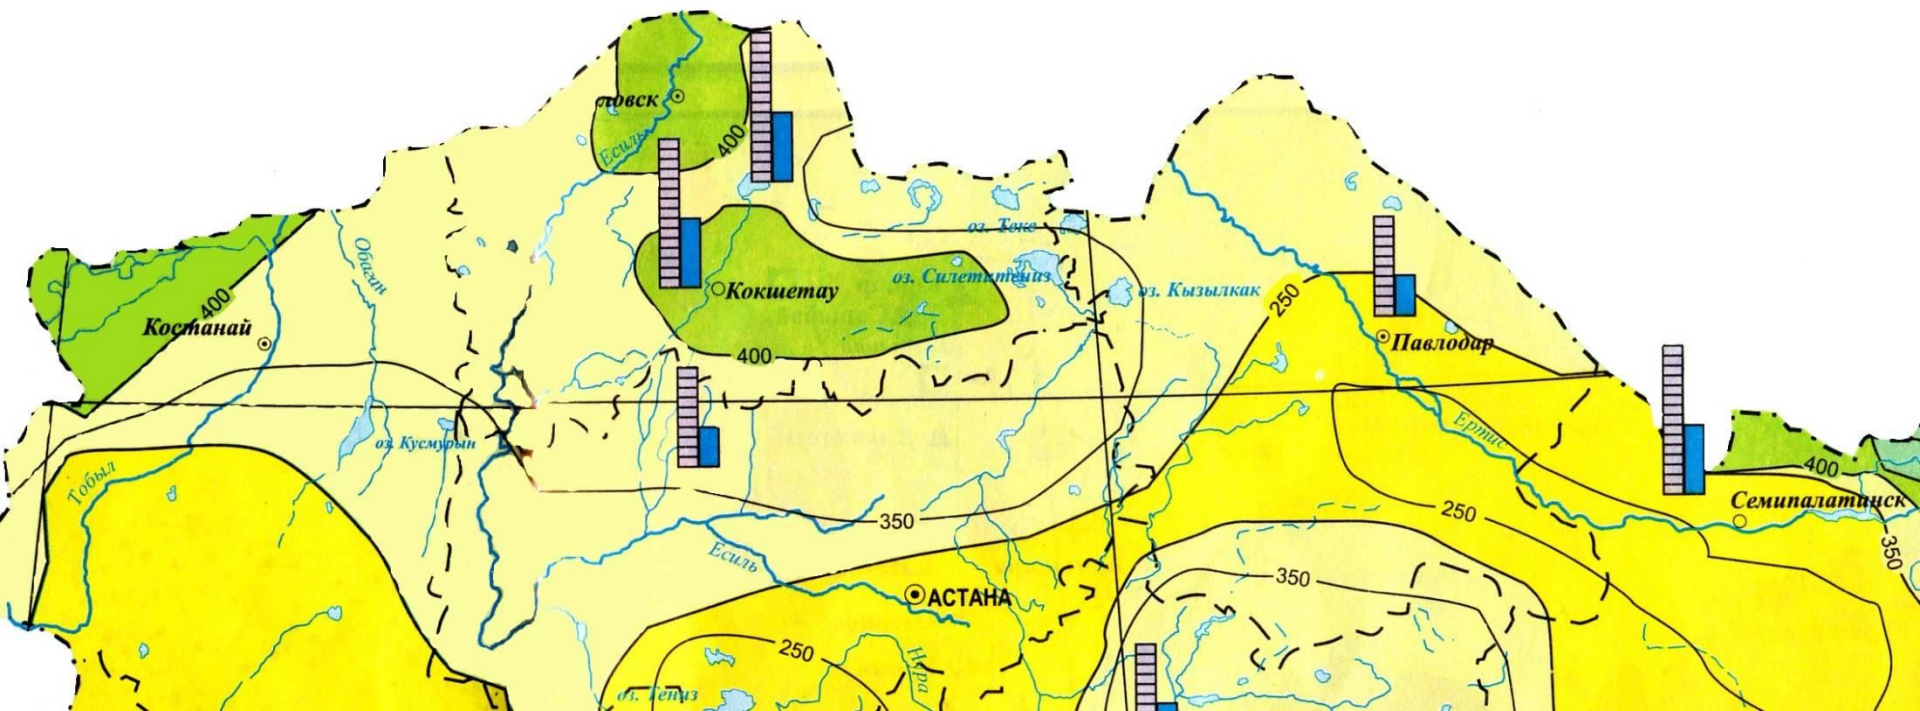 ловск
Есиль
400
Обаган
оз. Теке
оз. Силетитениз
оз. Кызылкак
Кокшетау
400
250
Костанай
Павлодар
400
оз. Кусмурын
Ертис
Тобыл
400
Семипалатинск
350
250
350
Есиль
350
АСТАНА
250
Нура
оз. Тениз